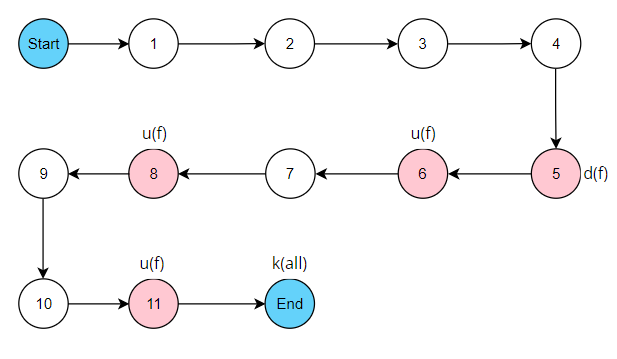 Start 1 2 3 4
u(f) u(f)
9 8 7 6 5 d(f)
u(f) k(all)
10 11 End